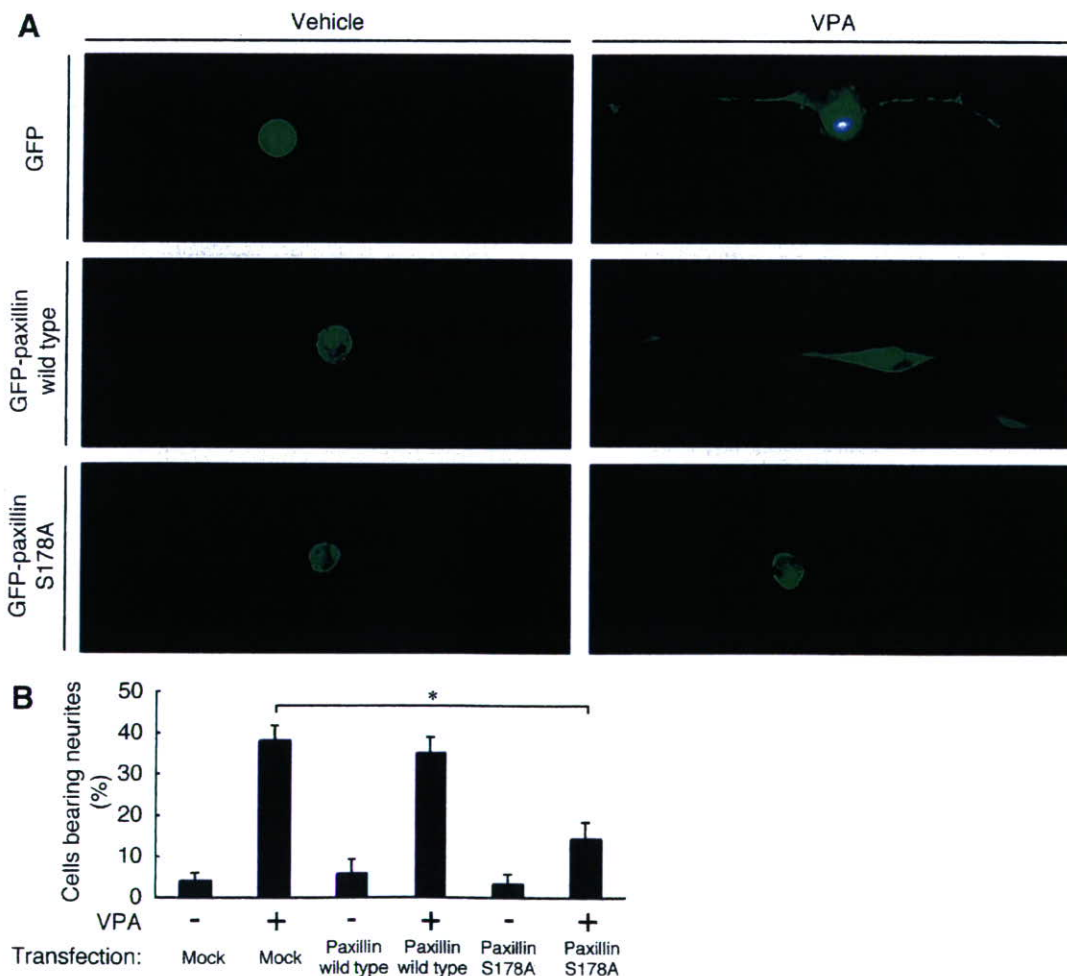 A
Vehicle
VPA
GFP
GFP-paxillin
wild type
GFP-paxillin
S178A
B
Cells bearing neurites
(%)
50
40
30
20
10
0
*
VPA - + - + - +
Transfection: Mock Mock Paxillin wild type Paxillin wild type Paxillin S178A Paxillin S178A